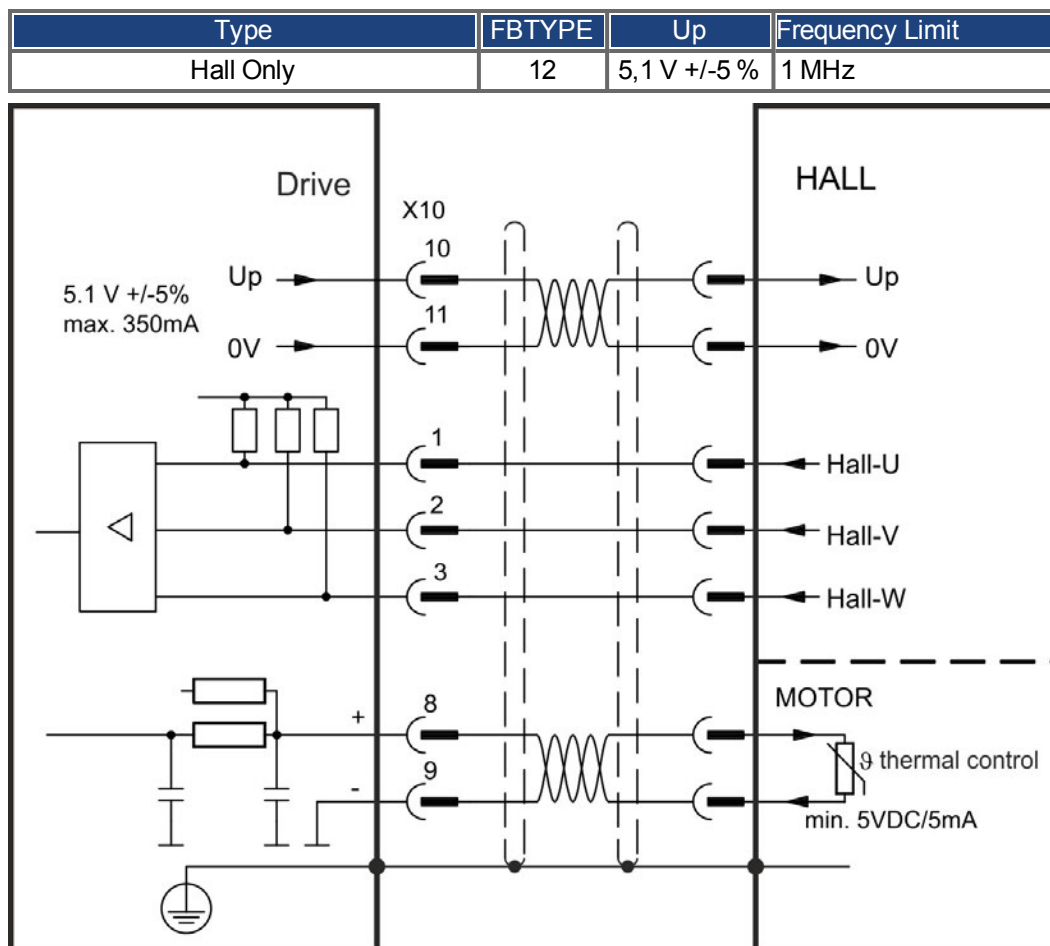 Type FBTYPE Up Frequency Limit
Hall Only 12 5,1 V +/-5 % 1 MHz
Drive
HALL
X10
10
Up
Up
5.1 V +/-5%
max. 350mA
11
0V
0V
1
Hall-U
2
Hall-V
3
Hall-W
MOTOR
8
+
ϑ thermal control
9
-
min. 5VDC/5mA